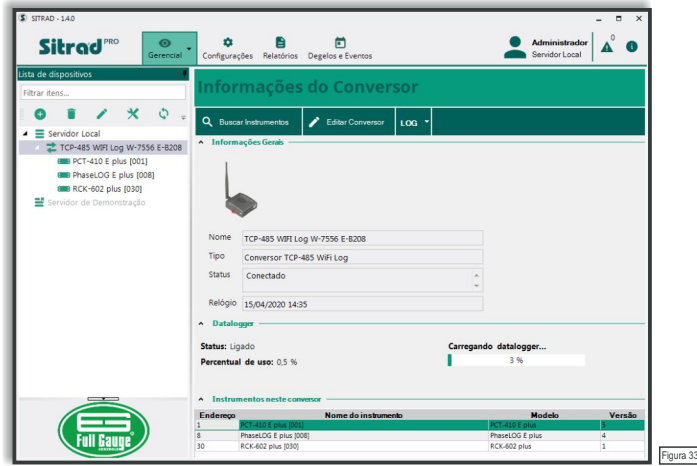 SITRAD - 1.4.0
Sitrad PRO
Gerencial
Configurações
Relatórios
Degelos e Eventos
Administrador
Servidor Local
0
Lista de dispositivos
Filtrar itens...
Servidor Local
TCP-485 WIFI Log W-7556 E-B208
PCT-410 E plus [001]
PhaseLOG E plus [008]
RCK-602 plus [030]
Servidor de Demonstração
Full Gauge
CONTROLS
Informações do Conversor
Buscar Instrumentos
Editar Conversor
LOG
Informações Gerais
Nome TCP-485 WIFI Log W-7556 E-B208
Tipo Conversor TCP-485 WiFi Log
Status Conectado
Relógio 15/04/2020 14:35
Datalogger
Status: Ligado
Percentual de uso: 0,5 %
Carregando datalogger...
3 %
Instrumentos neste conversor
Endereço Nome do instrumento Modelo Versão
1 PCT-410 E plus [001] PCT-410 E plus 5
8 PhaseLOG E plus [008] PhaseLOG E plus 4
30 RCK-602 plus [030] RCK-602 plus 1
Figura 33